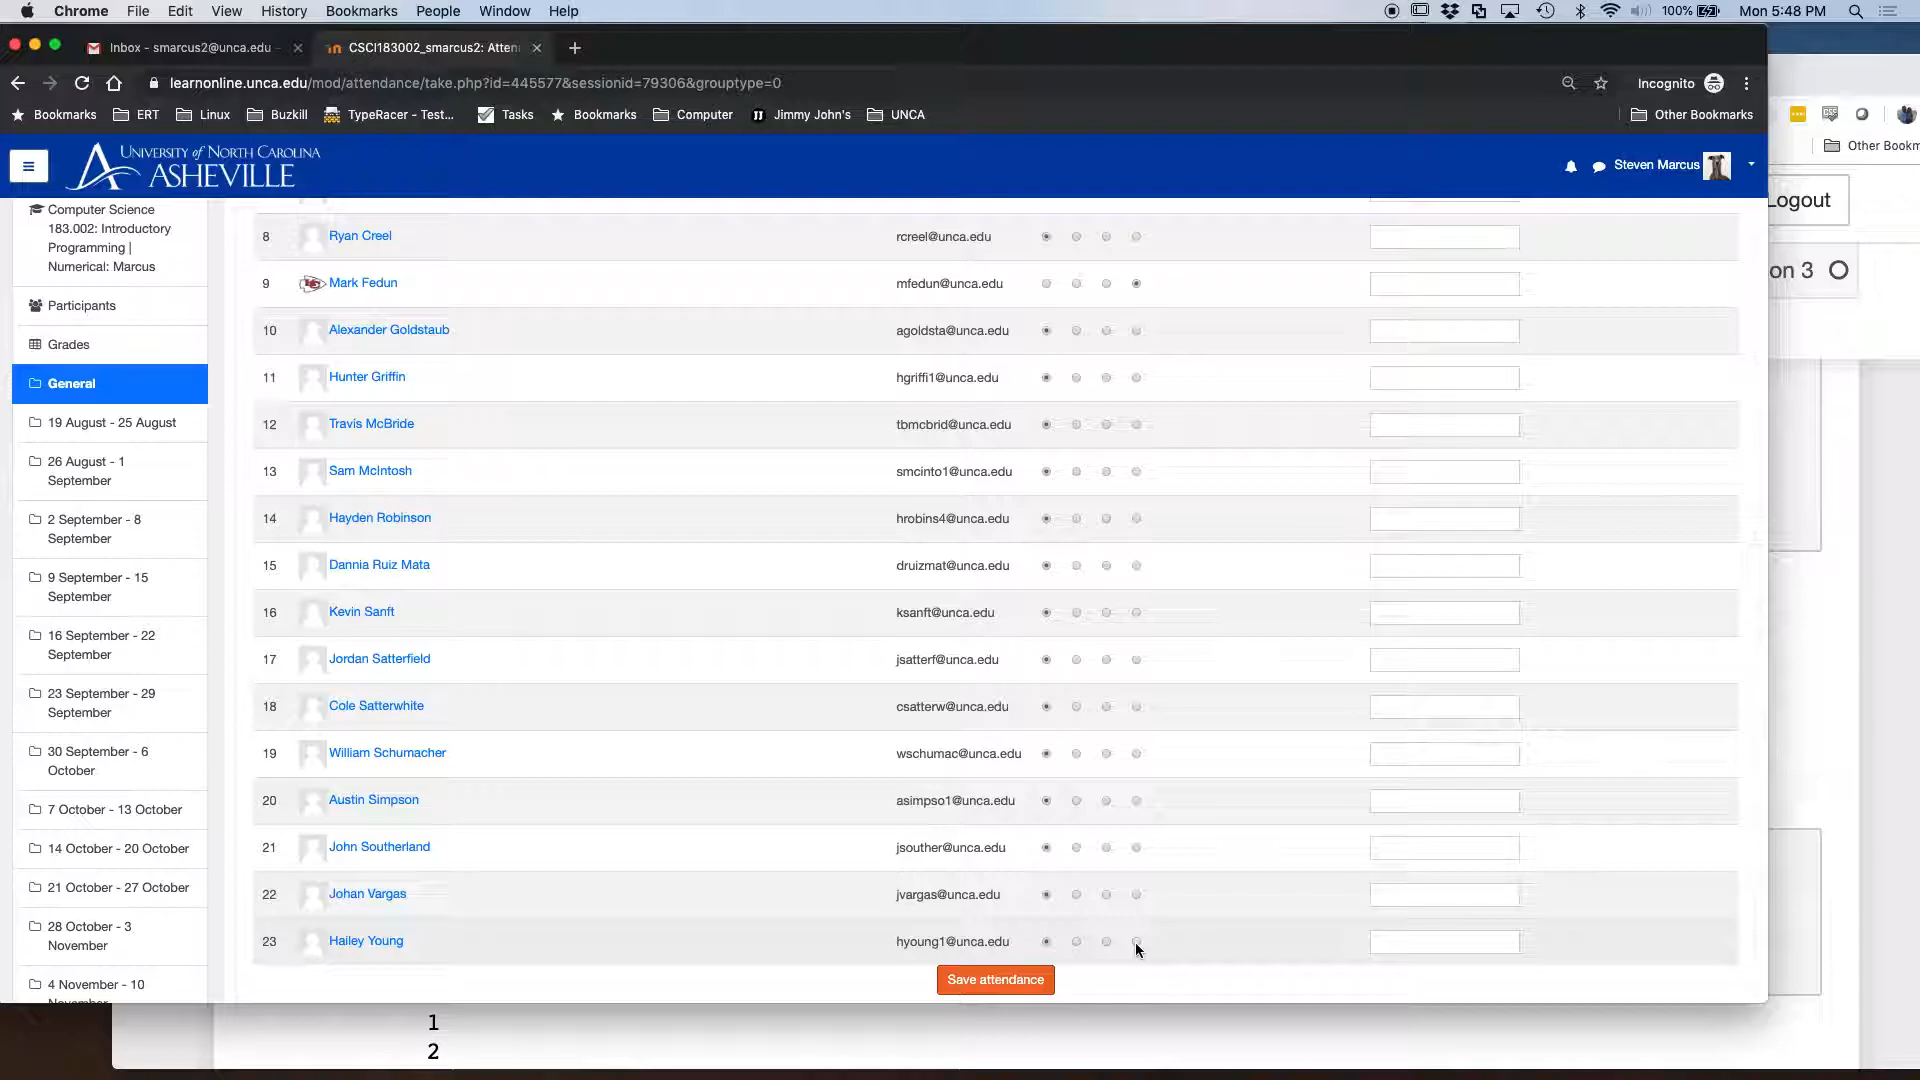 Chrome File Edit View History Bookmarks People Window Help 100% Mon 5:48 PM
Inbox - smarcus2@unca.edu - CSCI183002_smarcus2: Atten
learnonline.unca.edu/mod/attendance/take.php?id=445577&sessionid=79306&grouptype=0 Incognito
Bookmarks ERT Linux Buzkill TypeRacer - Test... Tasks Bookmarks Computer Jimmy John's UNCA Other Bookmarks
Other Bookm
UNIVERSITY OF NORTH CAROLINA
ASHEVILLE
Steven Marcus
Logout
on 3
Computer Science
183.002: Introductory
Programming |
Numerical: Marcus
Participants
Grades
General
19 August - 25 August
26 August - 1
September
2 September - 8
September
9 September - 15
September
16 September - 22
September
23 September - 29
September
30 September - 6
October
7 October - 13 October
14 October - 20 October
21 October - 27 October
28 October - 3
November
4 November - 10
8 Ryan Creel rcreel@unca.edu
9 Mark Fedun mfedun@unca.edu
10 Alexander Goldstaub agoldsta@unca.edu
11 Hunter Griffin hgriffi1@unca.edu
12 Travis McBride tbmcbrid@unca.edu
13 Sam McIntosh smcinto1@unca.edu
14 Hayden Robinson hrobins4@unca.edu
15 Dannia Ruiz Mata druizmat@unca.edu
16 Kevin Sanft ksanft@unca.edu
17 Jordan Satterfield jsatterf@unca.edu
18 Cole Satterwhite csatterw@unca.edu
19 William Schumacher wschumac@unca.edu
20 Austin Simpson asimpso1@unca.edu
21 John Southerland jsouther@unca.edu
22 Johan Vargas jvargas@unca.edu
23 Hailey Young hyoung1@unca.edu
Save attendance
1
2